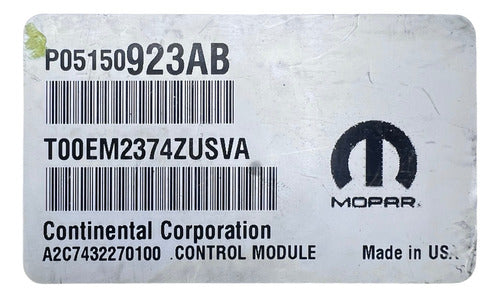 P05150923AB
T00EM2374ZUSVA
MOPAR
Continental Corporation
A2C7432270100 .CONTROL MODULE Made in USA